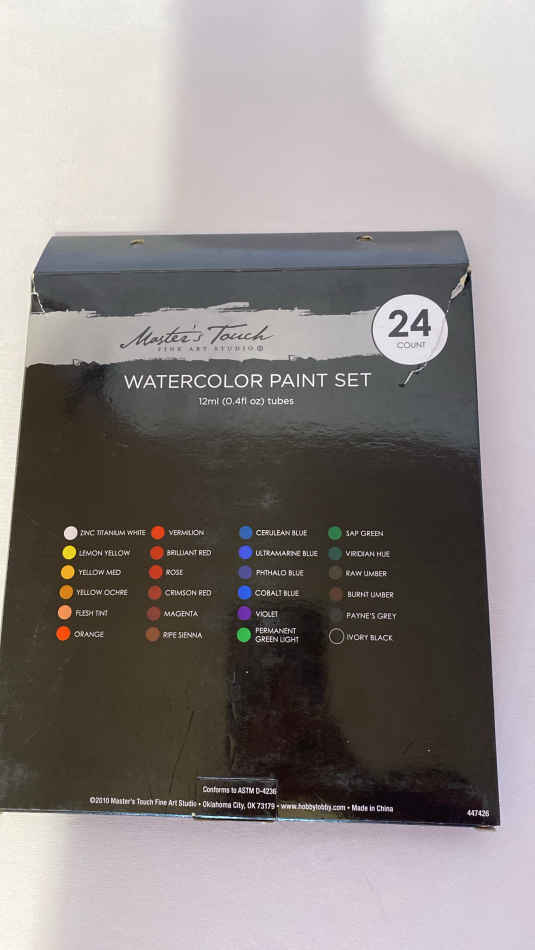 Master's Touch
FINE ART STUDIO
24
COUNT
WATERCOLOR PAINT SET
12ml (0.4fl oz) tubes
ZINC TITANIUM WHITE
LEMON YELLOW
YELLOW MED
YELLOW OCHRE
FLESH TINT
ORANGE
VERMILION
BRILLIANT RED
ROSE
CRIMSON RED
MAGENTA
RIPE SIENNA
CERULEAN BLUE
ULTRAMARINE BLUE
PHTHALO BLUE
COBALT BLUE
VIOLET
PERMANENT
GREEN LIGHT
SAP GREEN
VIRIDIAN HUE
RAW UMBER
BURNT UMBER
PAYNE'S GREY
IVORY BLACK
Conforms to ASTM D-4236
©2010 Master's Touch Fine Art Studio • Oklahoma City, OK 73179 • www.hobbylobby.com • Made in China
447426